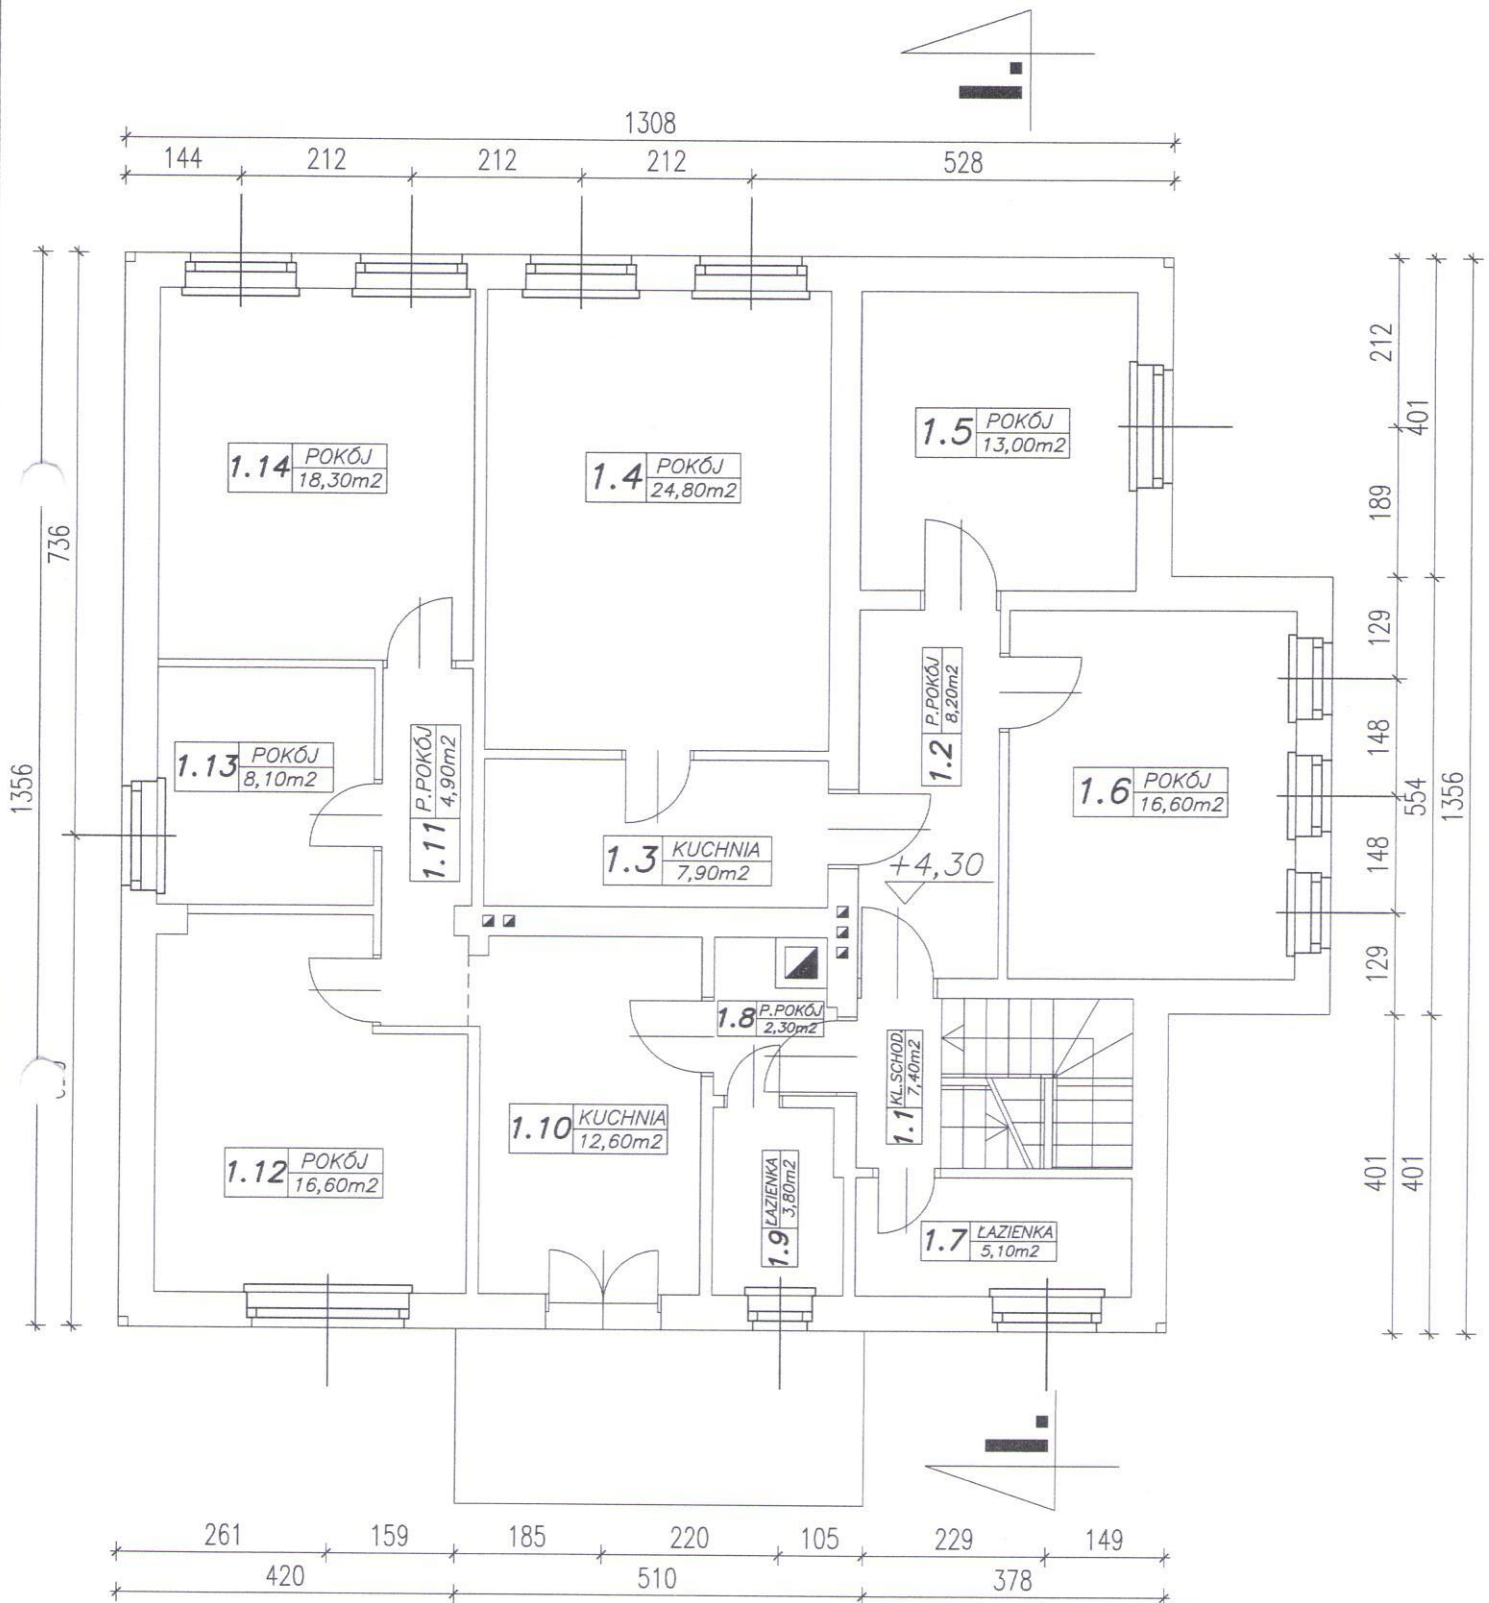 1308
144 212 212 212 528
1.14 POKÓJ
18,30m2
1.4 POKÓJ
24,80m2
1.5 POKÓJ
13,00m2
1.13 POKÓJ
8,10m2
1.11 P.POKÓJ
4,90m2
1.2 P.POKÓJ
8,20m2
1.6 POKÓJ
16,60m2
1.3 KUCHNIA
7,90m2
+4,30
1.8 P.POKÓJ
2,30m2
1.1 KL.SCHOD.
7,40m2
1.10 KUCHNIA
12,60m2
1.12 POKÓJ
16,60m2
1.9 ŁAZIENKA
3,80m2
1.7 ŁAZIENKA
5,10m2
1356
736
212
189
129
148
148
129
401
401
554
401
1356
261 159 185 220 105 229 149
420 510 378